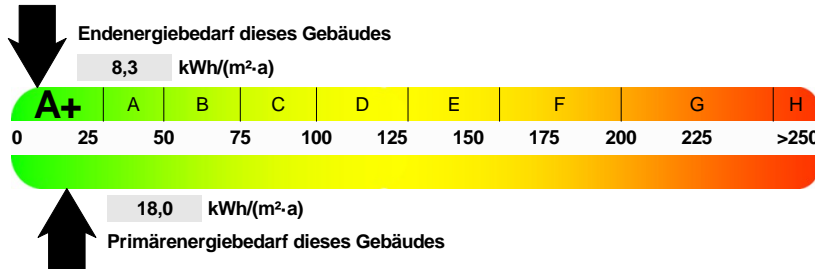 Endenergiebedarf dieses Gebäudes
8,3 kWh/(m²·a)
A+ A B C D E F G H
0 25 50 75 100 125 150 175 200 225 >250
18,0 kWh/(m²·a)
Primärenergiebedarf dieses Gebäudes